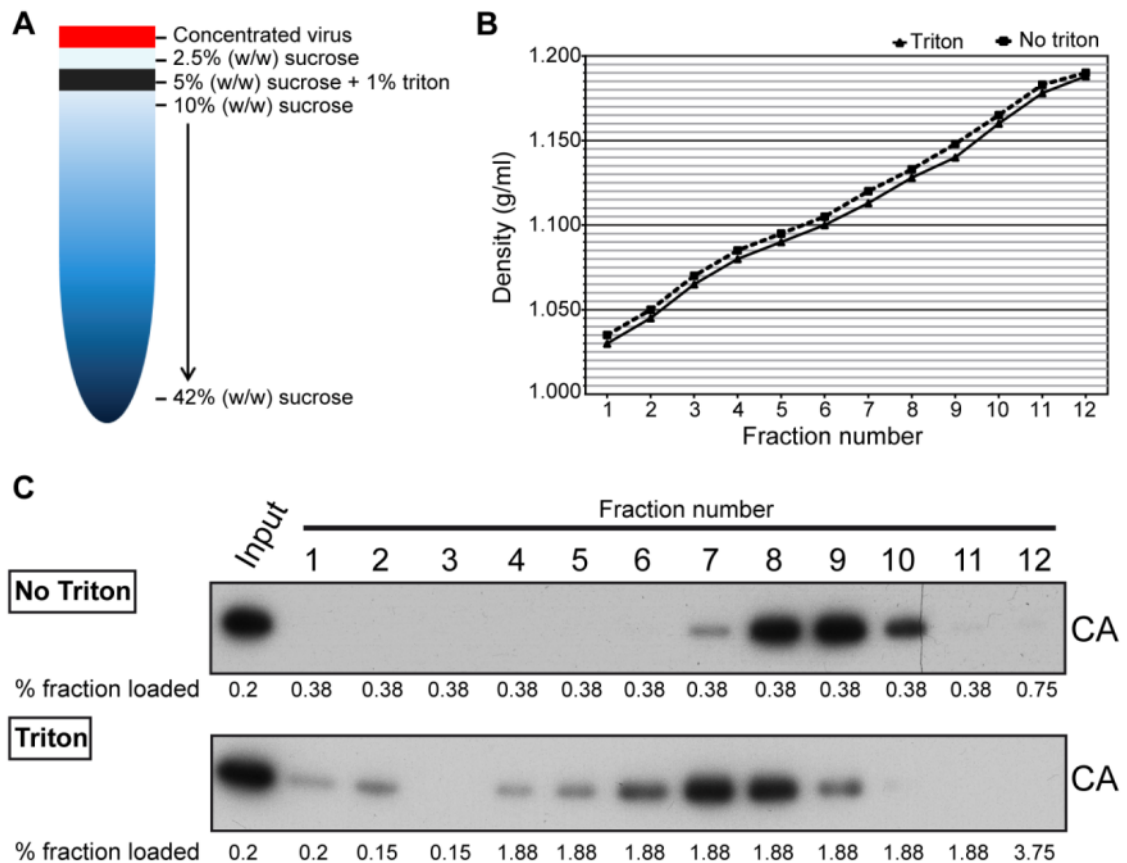 A
Concentrated virus
2.5% (w/w) sucrose
5% (w/w) sucrose + 1% triton
10% (w/w) sucrose
42% (w/w) sucrose
B
Triton No triton
1.200
1.150
1.100
1.050
1.000
Density (g/ml)
1 2 3 4 5 6 7 8 9 10 11 12
Fraction number
C
Fraction number
Input 1 2 3 4 5 6 7 8 9 10 11 12
No Triton
CA
% fraction loaded 0.2 0.38 0.38 0.38 0.38 0.38 0.38 0.38 0.38 0.38 0.38 0.38 0.75
Triton
CA
% fraction loaded 0.2 0.2 0.15 0.15 1.88 1.88 1.88 1.88 1.88 1.88 1.88 1.88 3.75